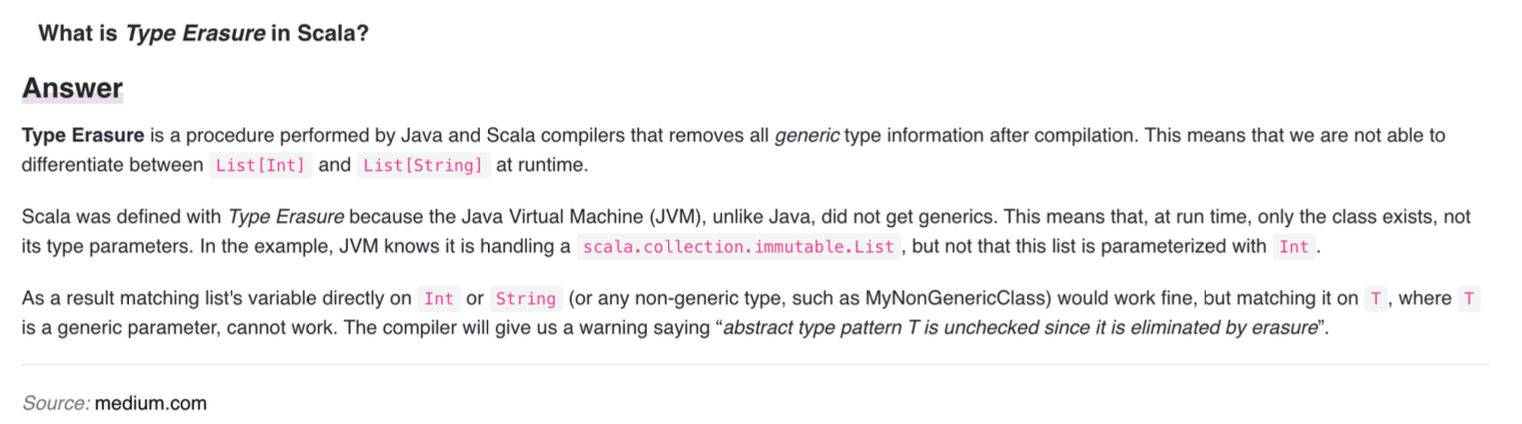 What is Type Erasure in Scala?
Answer
Type Erasure is a procedure performed by Java and Scala compilers that removes all generic type information after compilation. This means that we are not able to
differentiate between List[Int] and List[String] at runtime.
Scala was defined with Type Erasure because the Java Virtual Machine (JVM), unlike Java, did not get generics. This means that, at run time, only the class exists, not
its type parameters. In the example, JVM knows it is handling a scala.collection.immutable.List, but not that this list is parameterized with Int.
As a result matching list's variable directly on Int or String (or any non-generic type, such as MyNonGenericClass) would work fine, but matching it on T, where T
is a generic parameter, cannot work. The compiler will give us a warning saying “abstract type pattern T is unchecked since it is eliminated by erasure”.
Source: medium.com